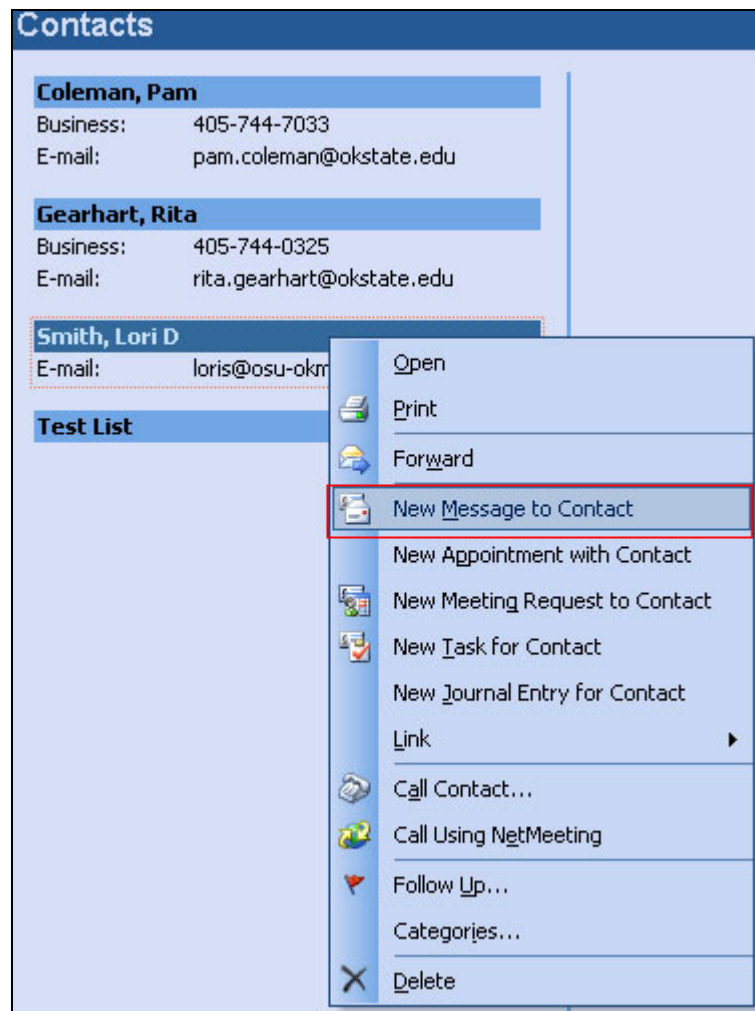 Contacts
Coleman, Pam
Business: 405-744-7033
E-mail: pam.coleman@okstate.edu
Gearhart, Rita
Business: 405-744-0325
E-mail: rita.gearhart@okstate.edu
Smith, Lori D
E-mail: loris@osu-okm
Test List
Open
Print
Forward
New Message to Contact
New Appointment with Contact
New Meeting Request to Contact
New Task for Contact
New Journal Entry for Contact
Link
Call Contact...
Call Using NetMeeting
Follow Up...
Categories...
Delete